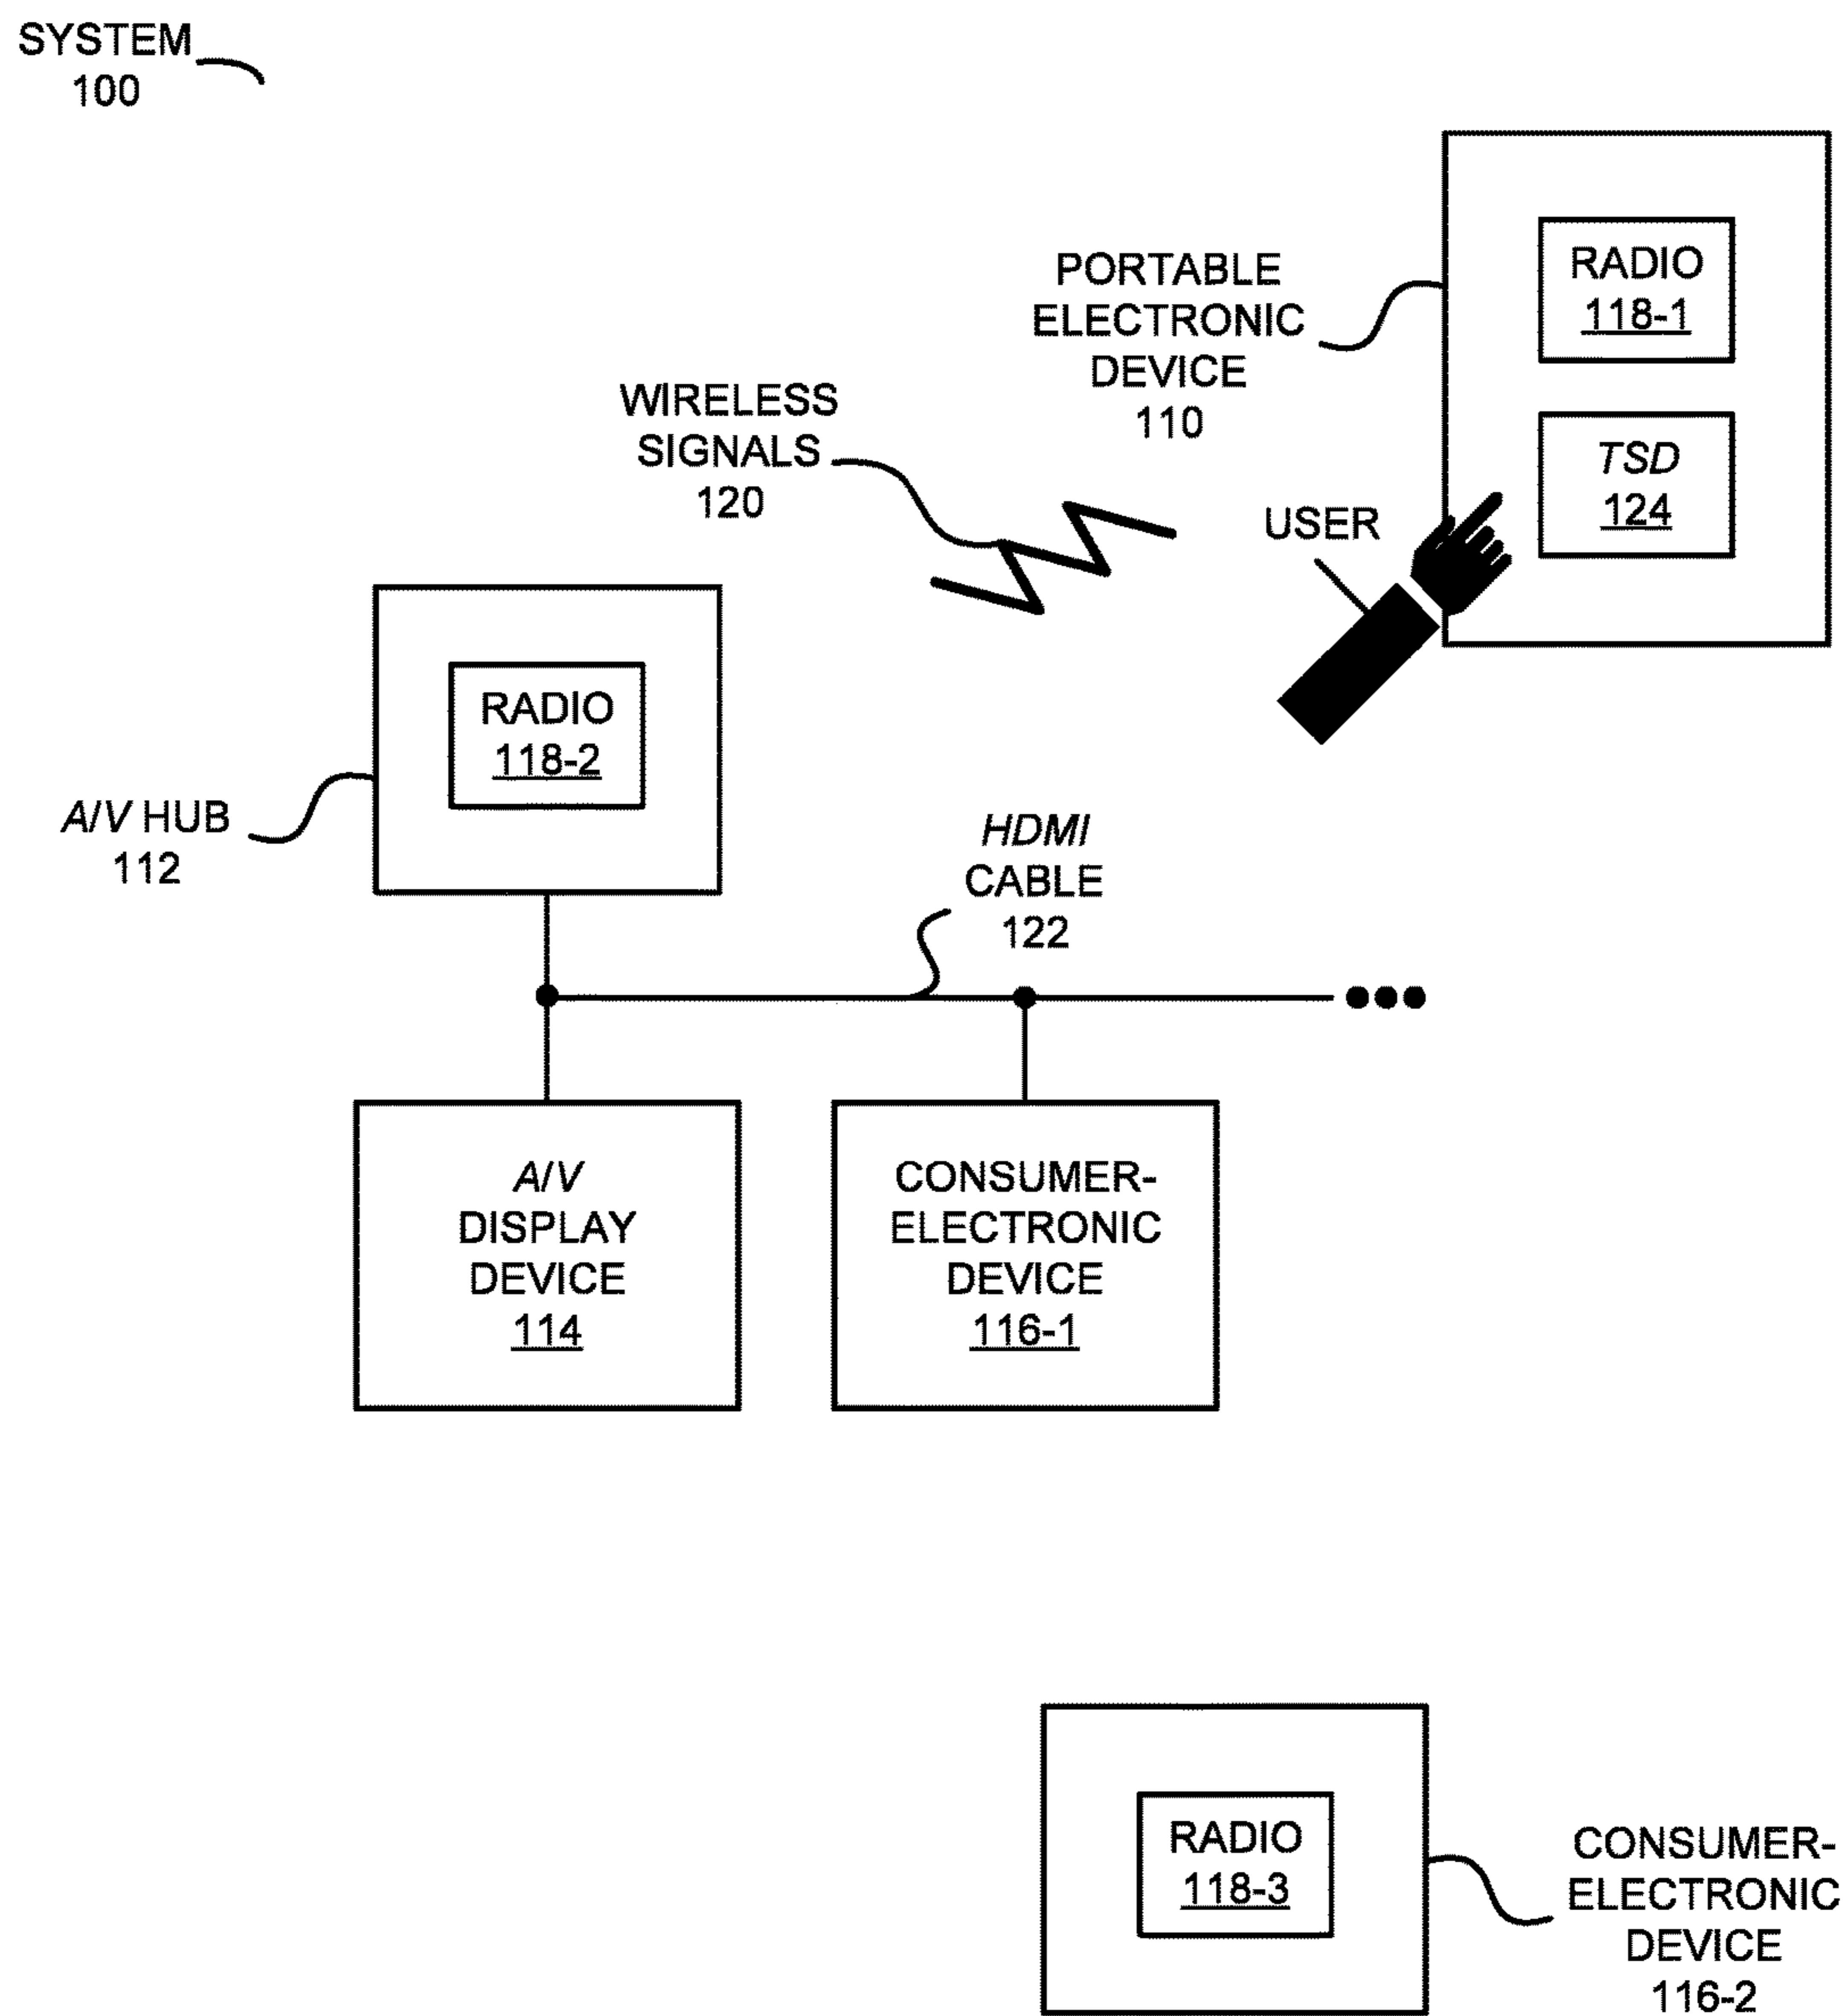 SYSTEM
100
PORTABLE
ELECTRONIC
DEVICE
110
RADIO
118-1
TSD
124
WIRELESS
SIGNALS
120
USER
RADIO
118-2
A/V HUB
112
HDMI
CABLE
122
A/V
DISPLAY
DEVICE
114
CONSUMER-
ELECTRONIC
DEVICE
116-1
RADIO
118-3
CONSUMER-
ELECTRONIC
DEVICE
116-2